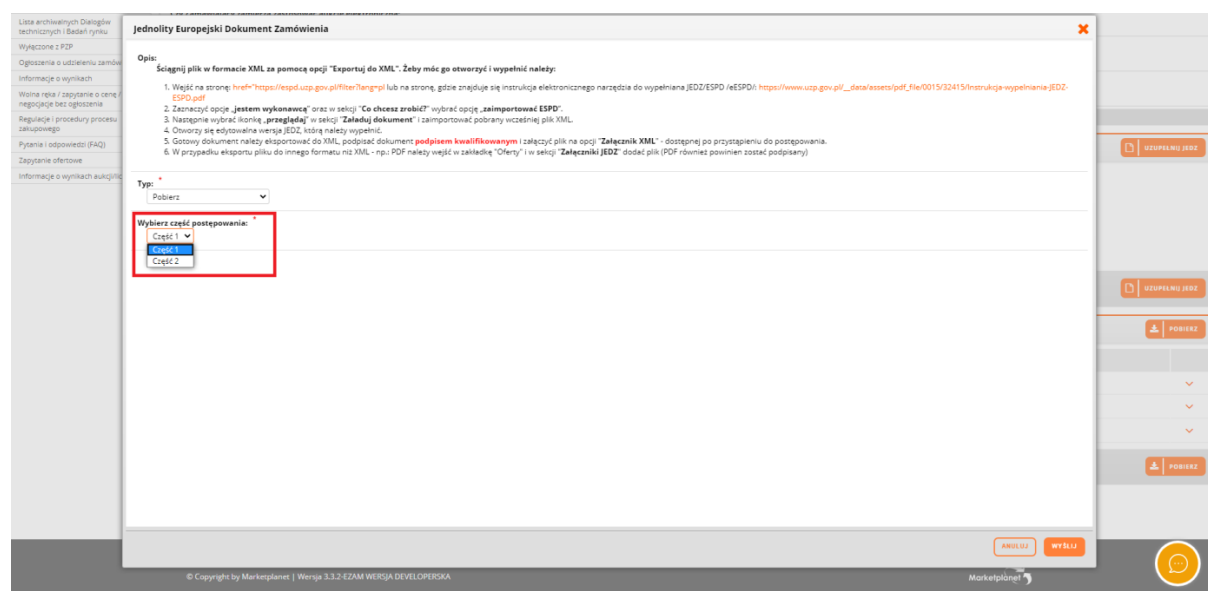 Lista archiwalnych Dialogów
technicznych i Badań rynku
Wyłączone z PZP
Ogłoszenia o udzieleniu zamów
Informacje o wynikach
Wolna ręka / zapytanie o cenę /
negocjacje bez ogłoszenia
Regulacje i procedury procesu
zakupowego
Pytania i odpowiedzi (FAQ)
Zapytanie ofertowe
Informacje o wynikach aukcji/lic
Jednolity Europejski Dokument Zamówienia
Opis:
Ściągnij plik w formacie XML za pomocą opcji "Exportuj do XML". Żeby móc go otworzyć i wypełnić należy:
1. Wejść na stronę: href="https://espd.uzp.gov.pl/filter?lang=pl lub na stronę, gdzie znajduje się instrukcja elektronicznego narzędzia do wypełniana JEDZ/ESPD /eESPD/: https://www.uzp.gov.pl/__data/assets/pdf_file/0015/32415/Instrukcja-wypelniania-JEDZ-
ESPD.pdf
2. Zaznaczyć opcję „jestem wykonawcą" oraz w sekcji "Co chcesz zrobić?" wybrać opcję „zaimportować ESPD".
3. Następnie wybrać ikonkę „przeglądaj" w sekcji "Załaduj dokument" i zaimportować pobrany wcześniej plik XML.
4. Otworzy się edytowalna wersja JEDZ, którą należy wypełnić.
5. Gotowy dokument należy eksportować do XML, podpisać dokument podpisem kwalifikowanym i załączyć plik na opcji "Załącznik XML" - dostępnej po przystąpieniu do postępowania.
6. W przypadku eksportu pliku do innego formatu niż XML - np.: PDF należy wejść w zakładkę "Oferty" i w sekcji "Załączniki JEDZ" dodać plik (PDF również powinien zostać podpisany)
Typ: *
Pobierz
Wybierz część postępowania: *
Część 1
Część 1
Część 2
UZUPEŁNIJ JEDZ
UZUPEŁNIJ JEDZ
POBIERZ
POBIERZ
ANULUJ
WYŚLIJ
© Copyright by Marketplanet | Wersja 3.3.2-EZAM WERSJA DEVELOPERSKA
Marketplanet